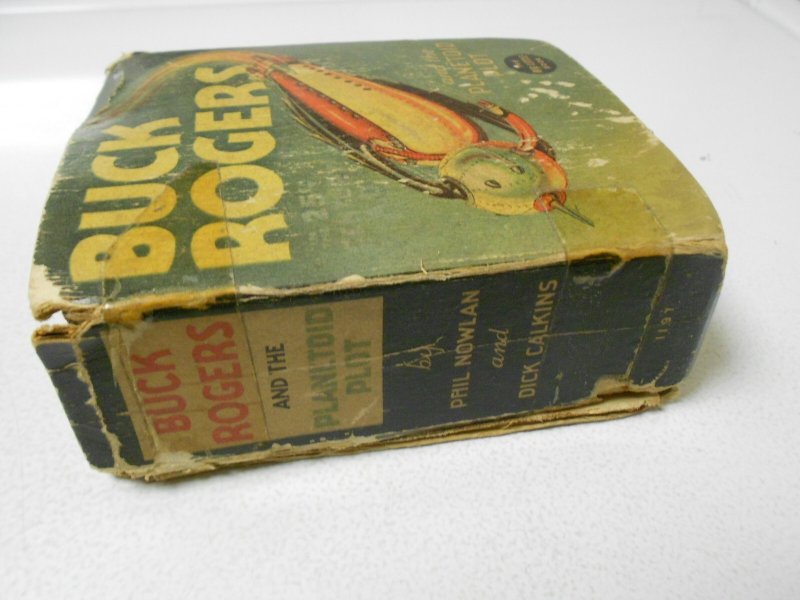 BUCK
ROGERS
and the
PLANETOID
PLOT
25¢
BUCK
ROGERS
AND THE
PLANETOID
PLOT
by
PHIL NOWLAN
and
DICK CALKINS
1197